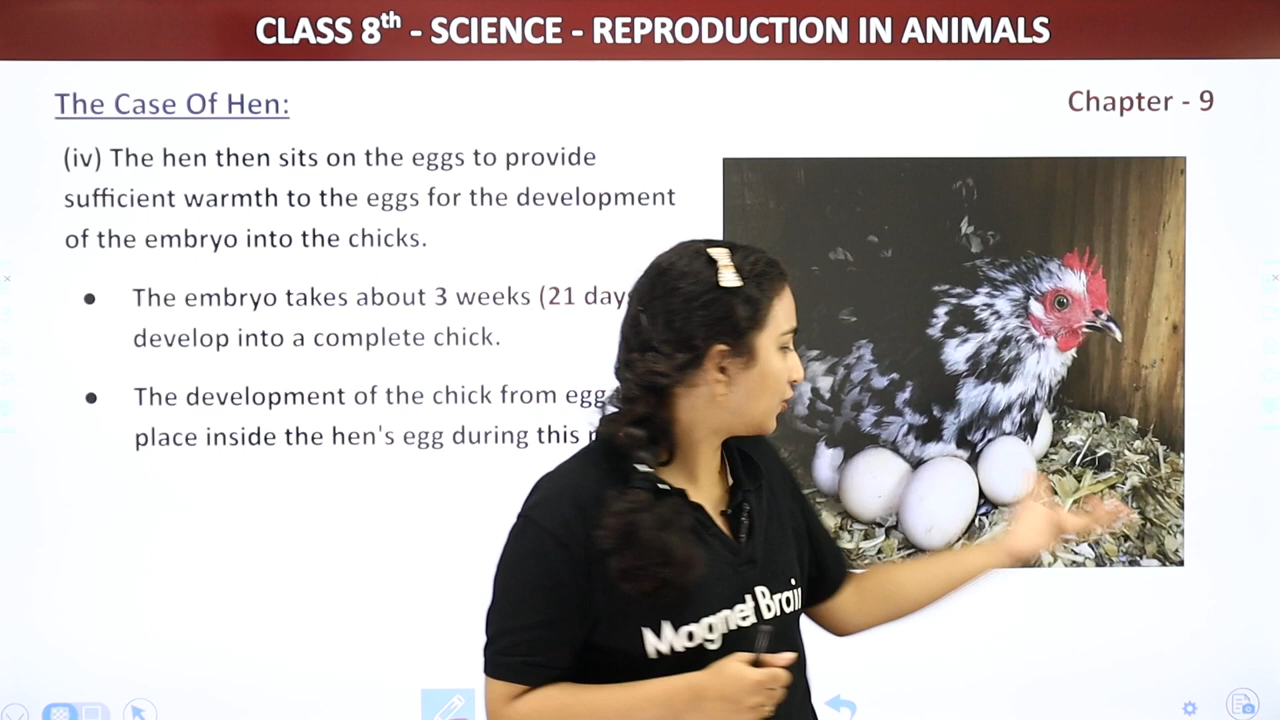 CLASS 8th - SCIENCE - REPRODUCTION IN ANIMALS
The Case Of Hen:
Chapter - 9
(iv) The hen then sits on the eggs to provide
sufficient warmth to the eggs for the development
of the embryo into the chicks.
● The embryo takes about 3 weeks (21
develop into a complete chick.
● The development of the chick from egg
place inside the hen's egg during this
Magnet